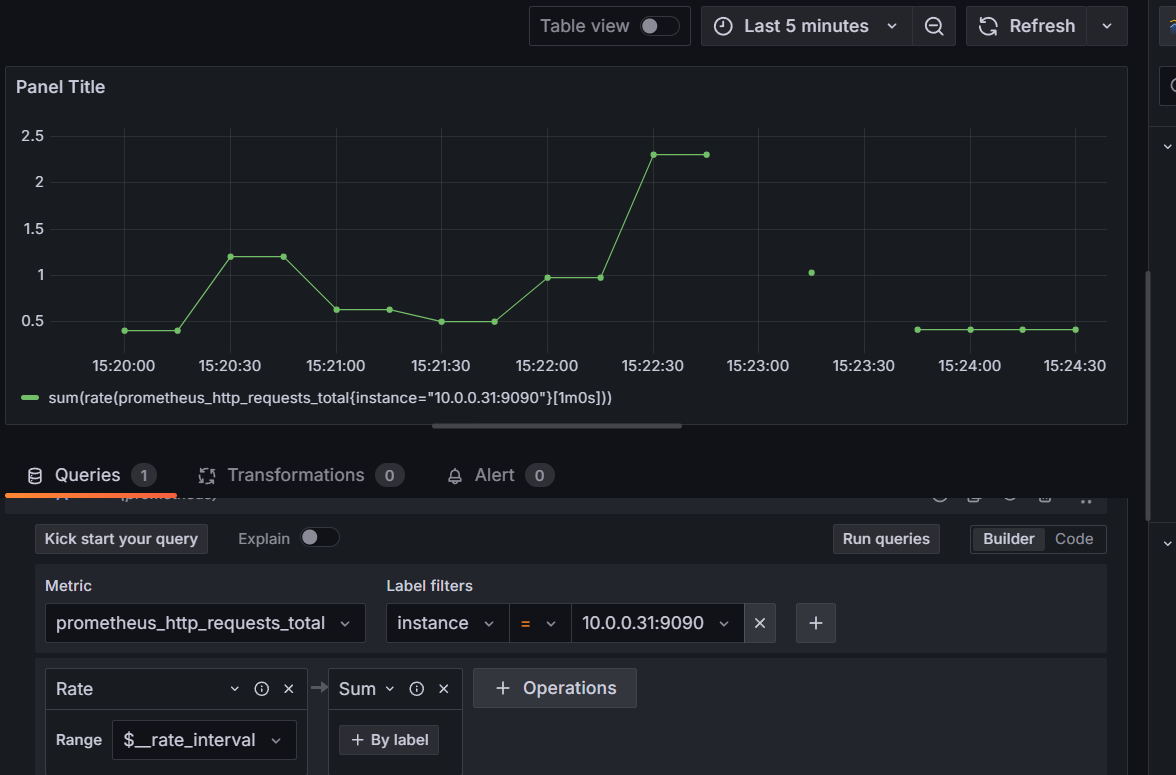 Table view Last 5 minutes Refresh
Panel Title
2.5
2
1.5
1
0.5
15:20:00 15:20:30 15:21:00 15:21:30 15:22:00 15:22:30 15:23:00 15:23:30 15:24:00 15:24:30
sum(rate(prometheus_http_requests_total{instance="10.0.0.31:9090"}[1m0s]))
Queries 1 Transformations 0 Alert 0
Kick start your query Explain Run queries Builder Code
Metric Label filters
prometheus_http_requests_total instance = 10.0.0.31:9090
Rate Sum + Operations
Range $__rate_interval + By label